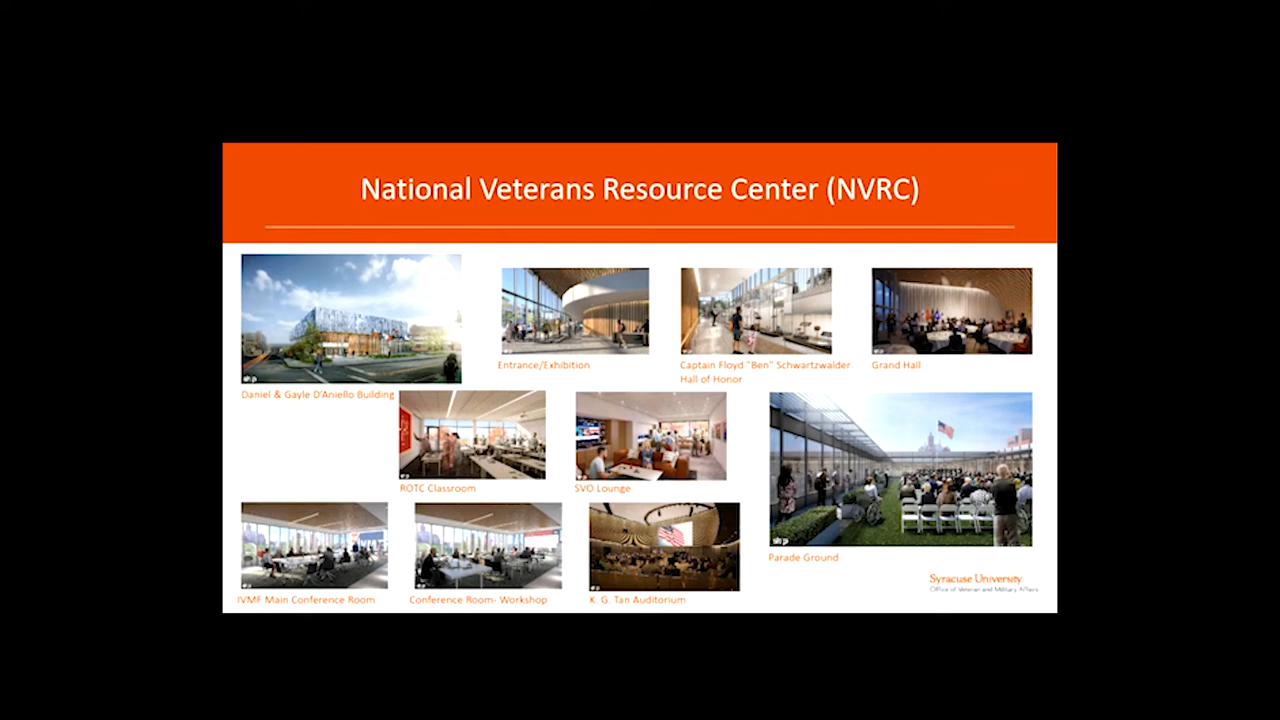 National Veterans Resource Center (NVRC)
Entrance/Exhibition
Captain Floyd "Ben" Schwartzwalder
Hall of Honor
Grand Hall
Daniel & Gayle D'Aniello Building
ROTC Classroom
SVO Lounge
Parade Ground
IVMF Main Conference Room
Conference Room- Workshop
K. G. Tan Auditorium
Syracuse University
Office of Veteran and Military Affairs